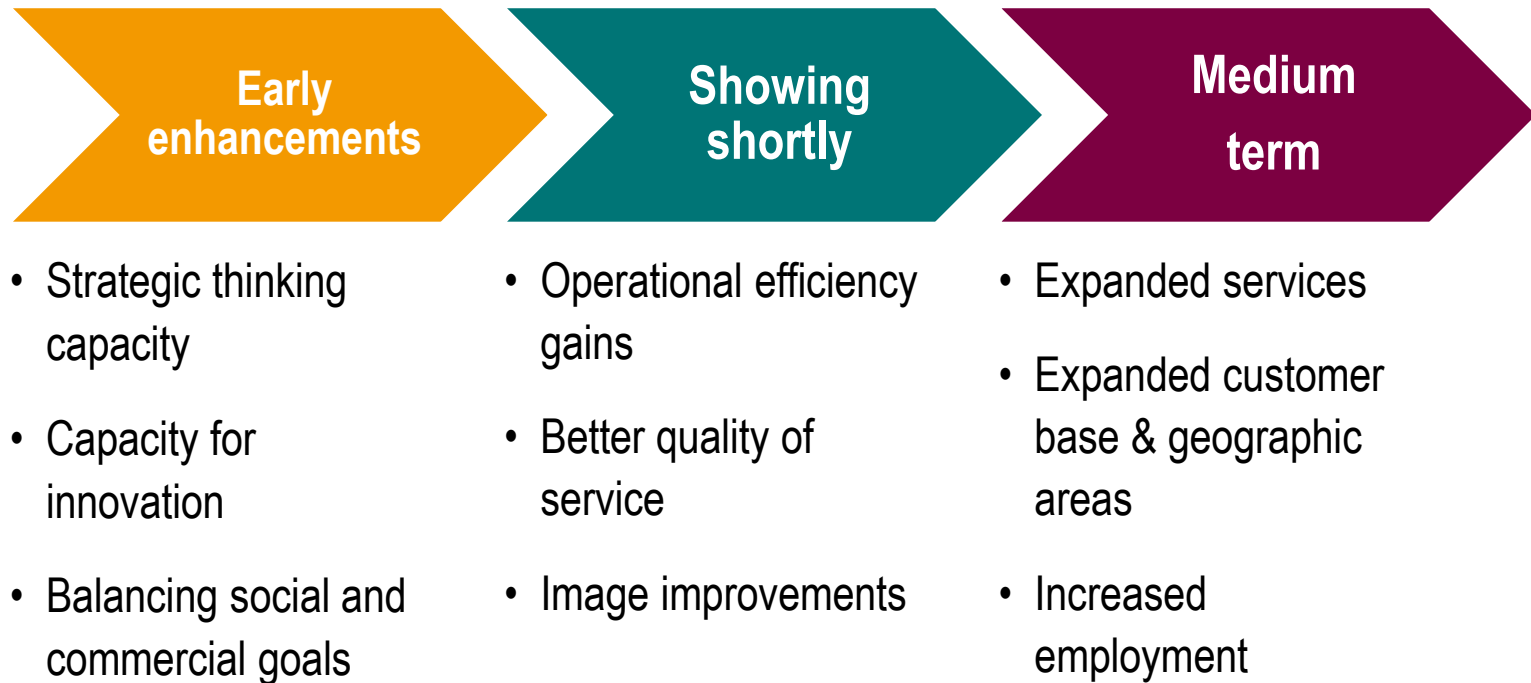 Early
enhancements
Showing
shortly
Medium
term
• Strategic thinking
capacity
• Capacity for
innovation
• Balancing social and
commercial goals
• Operational efficiency
gains
• Better quality of
service
• Image improvements
• Expanded services
• Expanded customer
base & geographic
areas
• Increased
employment